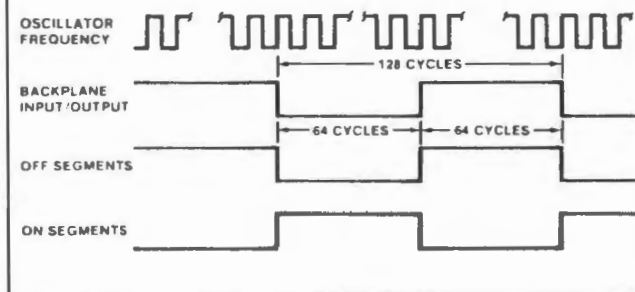 OSCILLATOR
FREQUENCY
128 CYCLES
BACKPLANE
INPUT/OUTPUT
64 CYCLES 64 CYCLES
OFF SEGMENTS
ON SEGMENTS